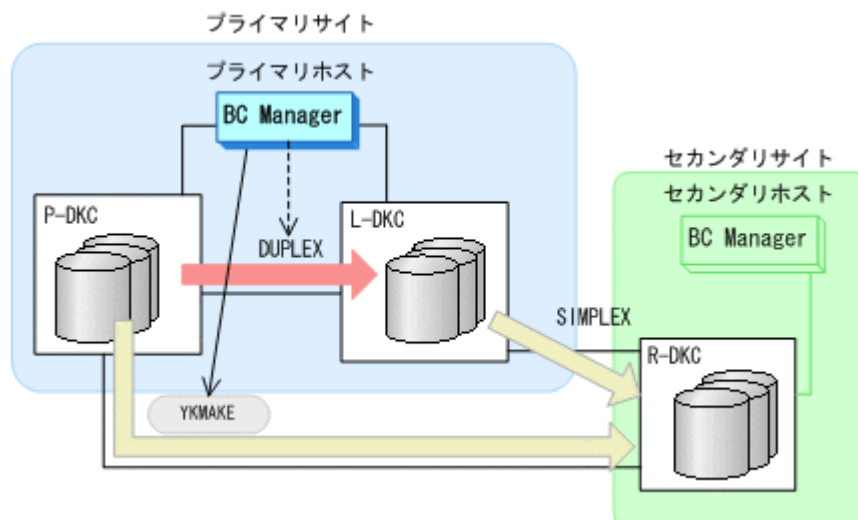 プライマリサイト
プライマリホスト
BC Manager
セカンダリサイト
セカンダリホスト
P-DKC
L-DKC
BC Manager
DUPLEX
SIMPLEX
R-DKC
YKMAKE